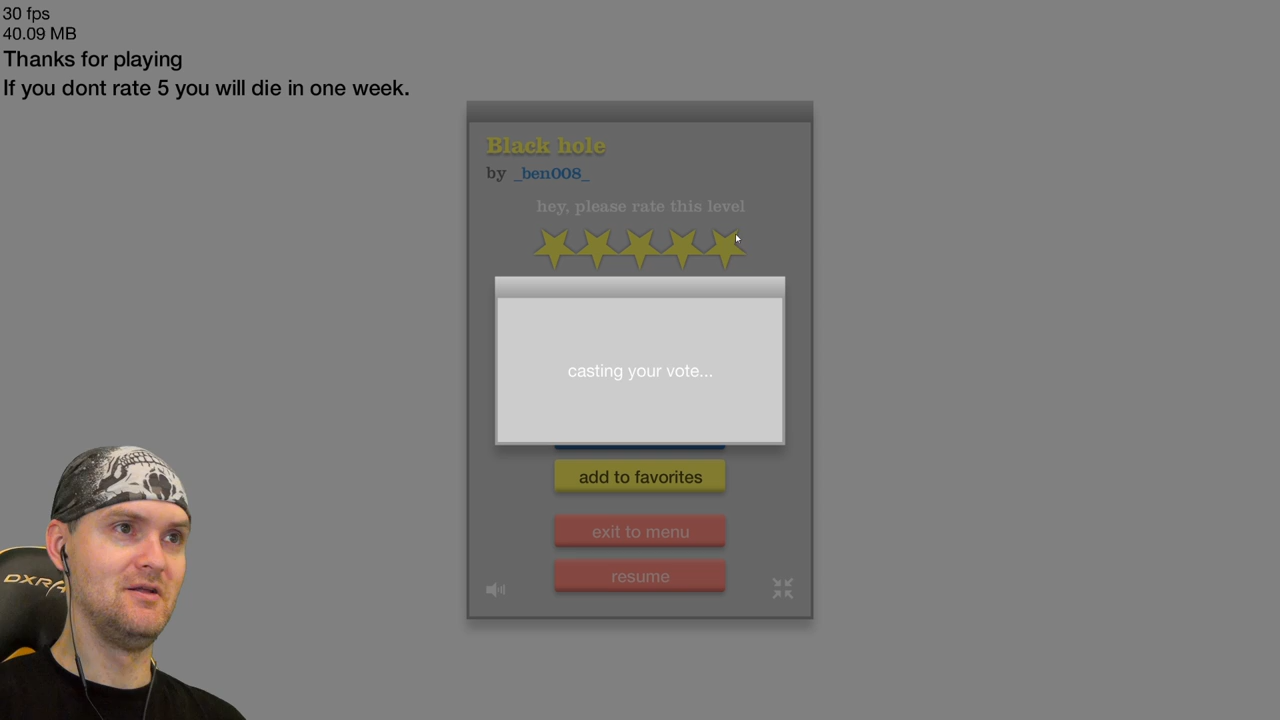 30 fps
40.09 MB
Thanks for playing
If you dont rate 5 you will die in one week.
Black hole
by _ben008_
hey, please rate this level
casting your vote...
add to favorites
exit to menu
resume